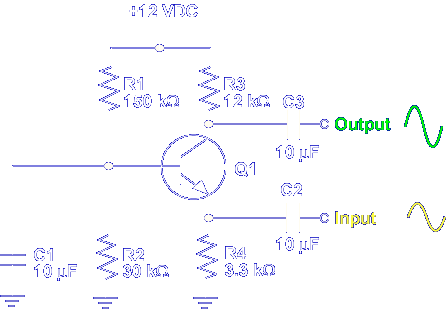 +12 VDC
R1
150 kΩ
R3
12 kΩ
C3
10 µF
Output
Q1
C2
10 µF
Input
C1
10 µF
R2
30 kΩ
R4
3.3 kΩ